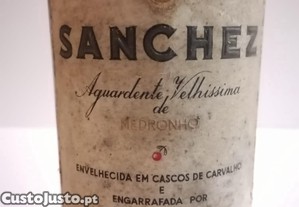 SANCHEZ
Aguardente Velhissima
de
MEDRONHO
ENVELHECIDA EM CASCOS DE CARVALHO
E
ENGARRAFADA POR
CustoJusto.pt